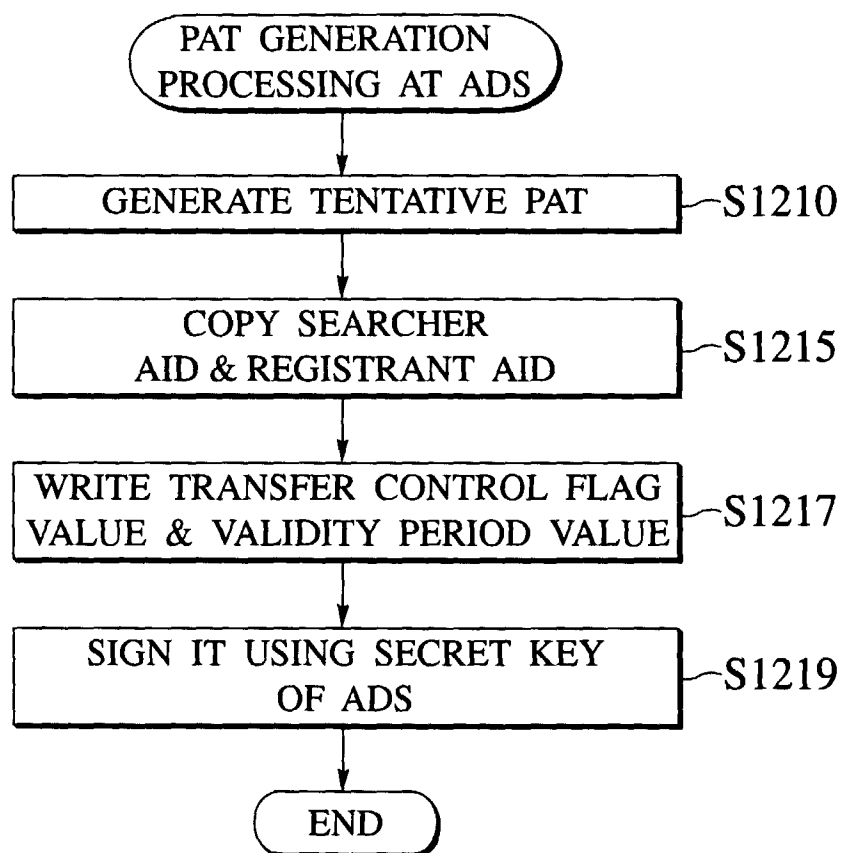 PAT GENERATION
PROCESSING AT ADS
GENERATE TENTATIVE PAT
S1210
COPY SEARCHER
AID & REGISTRANT AID
S1215
WRITE TRANSFER CONTROL FLAG
VALUE & VALIDITY PERIOD VALUE
S1217
SIGN IT USING SECRET KEY
OF ADS
S1219
END